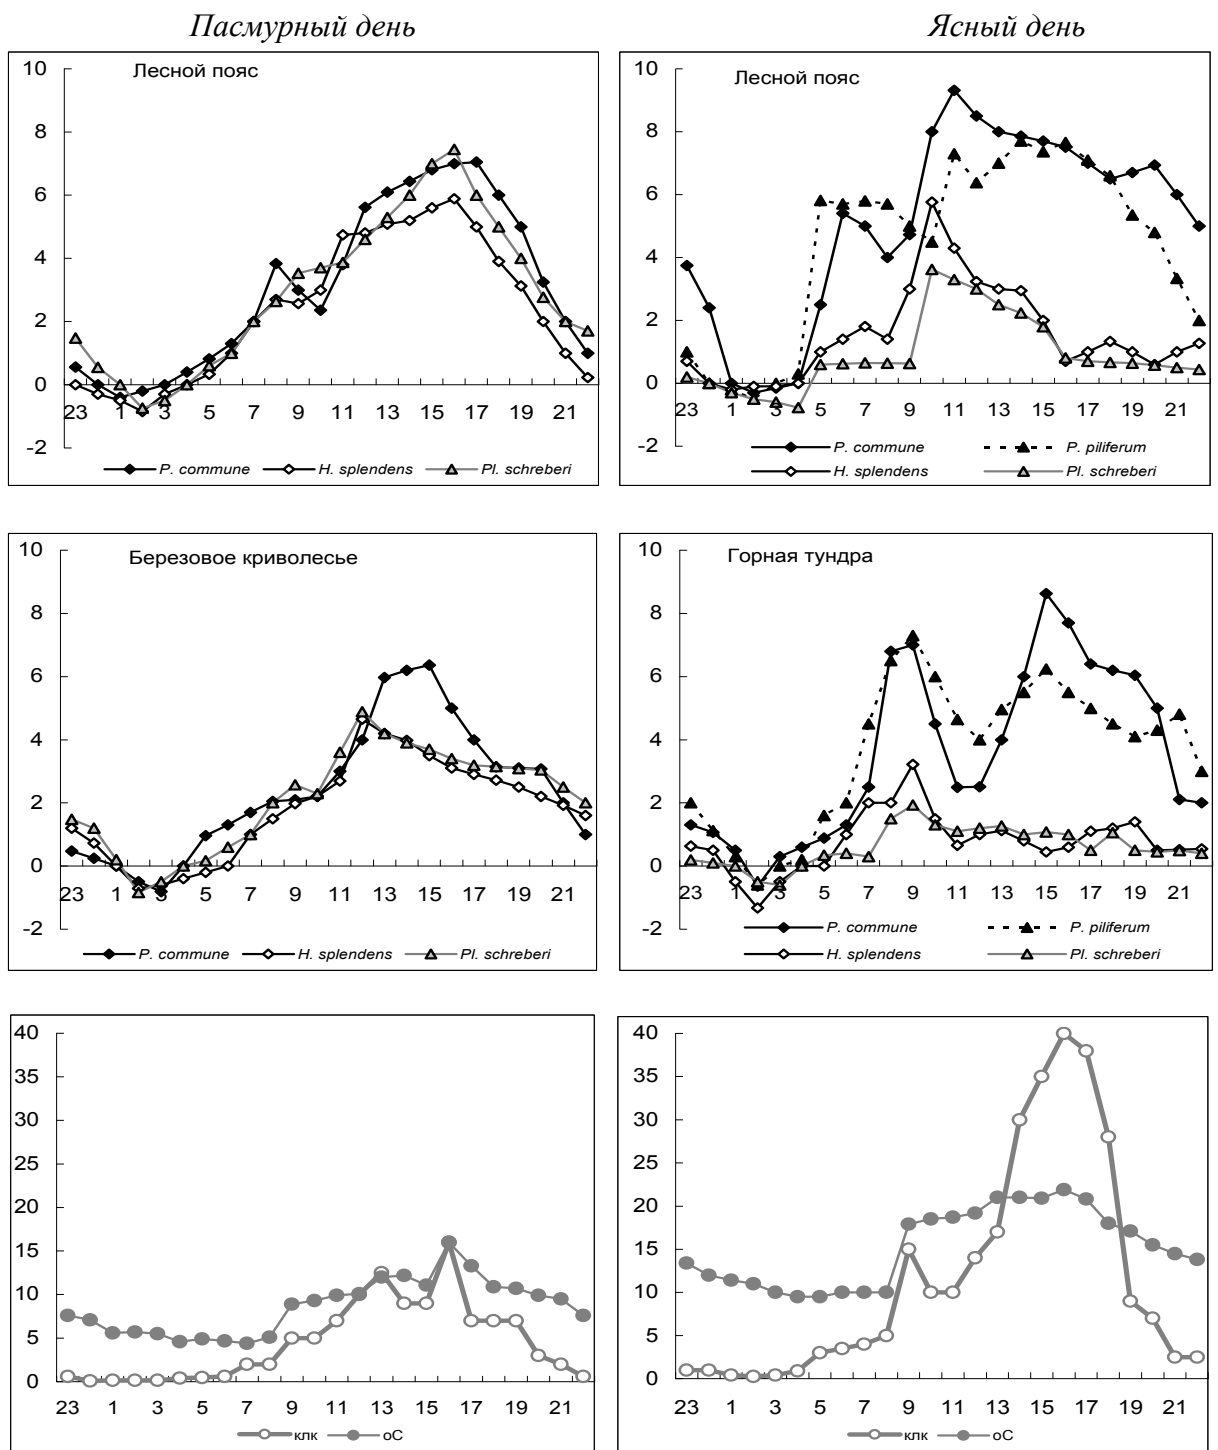 Пасмурный день
Ясный день
Лесной пояс
10
8
6
4
2
0
-2
23 1 3 5 7 9 11 13 15 17 19 21
P. commune H. splendens Pl. schreberi
Лесной пояс
10
8
6
4
2
0
-2
23 1 3 5 7 9 11 13 15 17 19 21
P. commune P. piliferum
H. splendens Pl. schreberi
Березовое криволесье
10
8
6
4
2
0
-2
23 1 3 5 7 9 11 13 15 17 19 21
P. commune H. splendens Pl. schreberi
Горная тундра
10
8
6
4
2
0
-2
23 1 3 5 7 9 11 13 15 17 19 21
P. commune P. piliferum
H. splendens Pl. schreberi
40
35
30
25
20
15
10
5
0
23 1 3 5 7 9 11 13 15 17 19 21
клк оС
40
35
30
25
20
15
10
5
0
23 1 3 5 7 9 11 13 15 17 19 21
клк оС